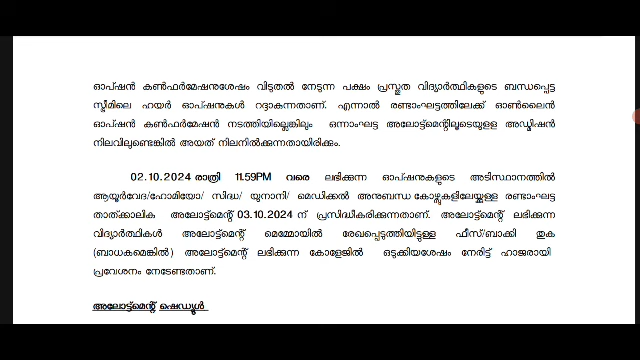 ഓപ്ഷൻ കൺഫർമേഷനുശേഷം വിടുതൽ നേടുന്ന പക്ഷം പ്രസ്തുത വിദ്യാർത്ഥികളുടെ ബന്ധപ്പെട്ട
സ്ട്രീമിലെ ഹയർ ഓപ്ഷനുകൾ റദ്ദാകുന്നതാണ്. എന്നാൽ രണ്ടാംഘട്ടത്തിലേക്ക് ഓൺലൈൻ
ഓപ്ഷൻ കൺഫർമേഷൻ നടത്തിയില്ലെങ്കിലും ഒന്നാംഘട്ട അലോട്മെന്റിലൂടെയുളള അഡ്മിഷൻ
നിലവിലുണ്ടെങ്കിൽ അയത് നിലനിൽക്കുന്നതായിരിക്കും.
02.10.2024 രാത്രി 11.59PM വരെ ലഭിക്കുന്ന ഓപ്ഷനുകളുടെ അടിസ്ഥാനത്തിൽ
ആയൂർവേദ/ഹോമിയോ/ സിദ്ധ/ യുനാനി/ മെഡിക്കൽ അനുബന്ധ കോഴ്സുകളിലേയ്ക്കുള്ള രണ്ടാംഘട്ട
താത്ക്കാലിക അലോട്ട്മെന്റ് 03.10.2024 ന് പ്രസിദ്ധീകരിക്കുന്നതാണ്. അലോട്ട്മെന്റ് ലഭിക്കുന്ന
വിദ്യാർത്ഥികൾ അലോട്ട്മെന്റ് മെമ്മോയിൽ രേഖപ്പെടുത്തിയിട്ടുള്ള ഫീസ്/ബാക്കി തുക
(ബാധകമെങ്കിൽ) അലോട്ട്മെന്റ് ലഭിക്കുന്ന കോളേജിൽ ഒടുക്കിയശേഷം നേരിട്ട് ഹാജരായി
പ്രവേശനം നേടേണ്ടതാണ്.
അലോട്ട്മെന്റ് ഷെഡ്യൂൾ